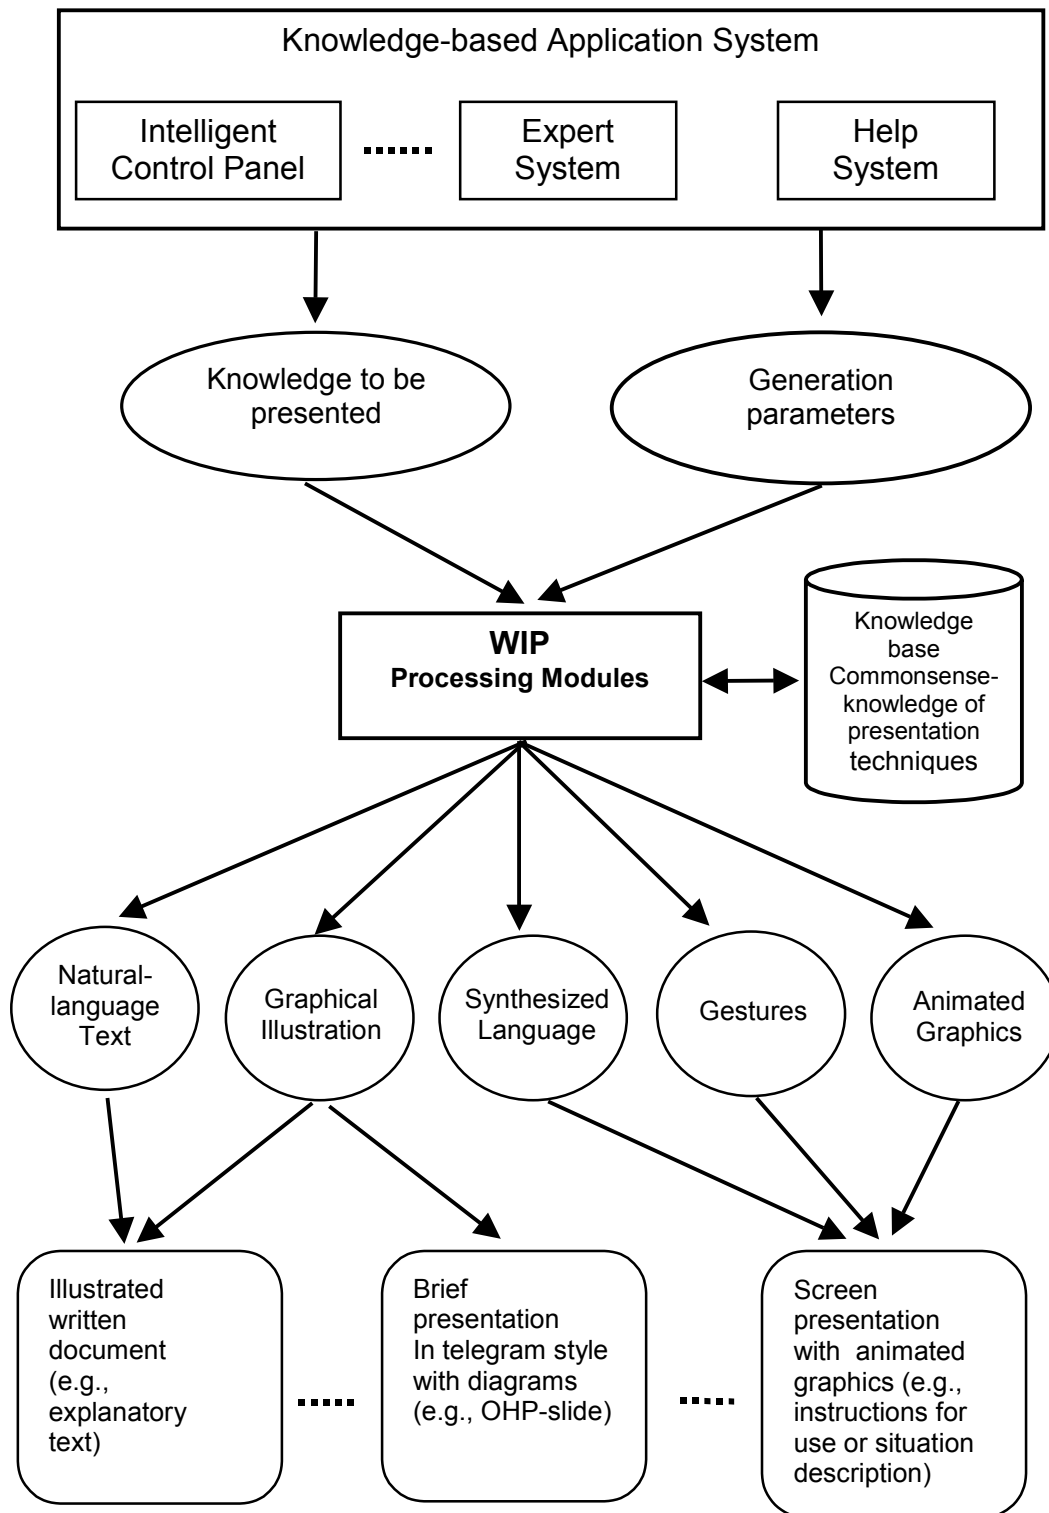 Knowledge-based Application System
Intelligent
Control Panel
Expert
System
Help
System
Knowledge to be
presented
Generation
parameters
WIP
Processing Modules
Knowledge
base
Commonsense-
knowledge of
presentation
techniques
Natural-
language
Text
Graphical
Illustration
Synthesized
Language
Gestures
Animated
Graphics
Illustrated
written
document
(e.g.,
explanatory
text)
Brief
presentation
In telegram style
with diagrams
(e.g., OHP-slide)
Screen
presentation
with animated
graphics (e.g.,
instructions for
use or situation
description)